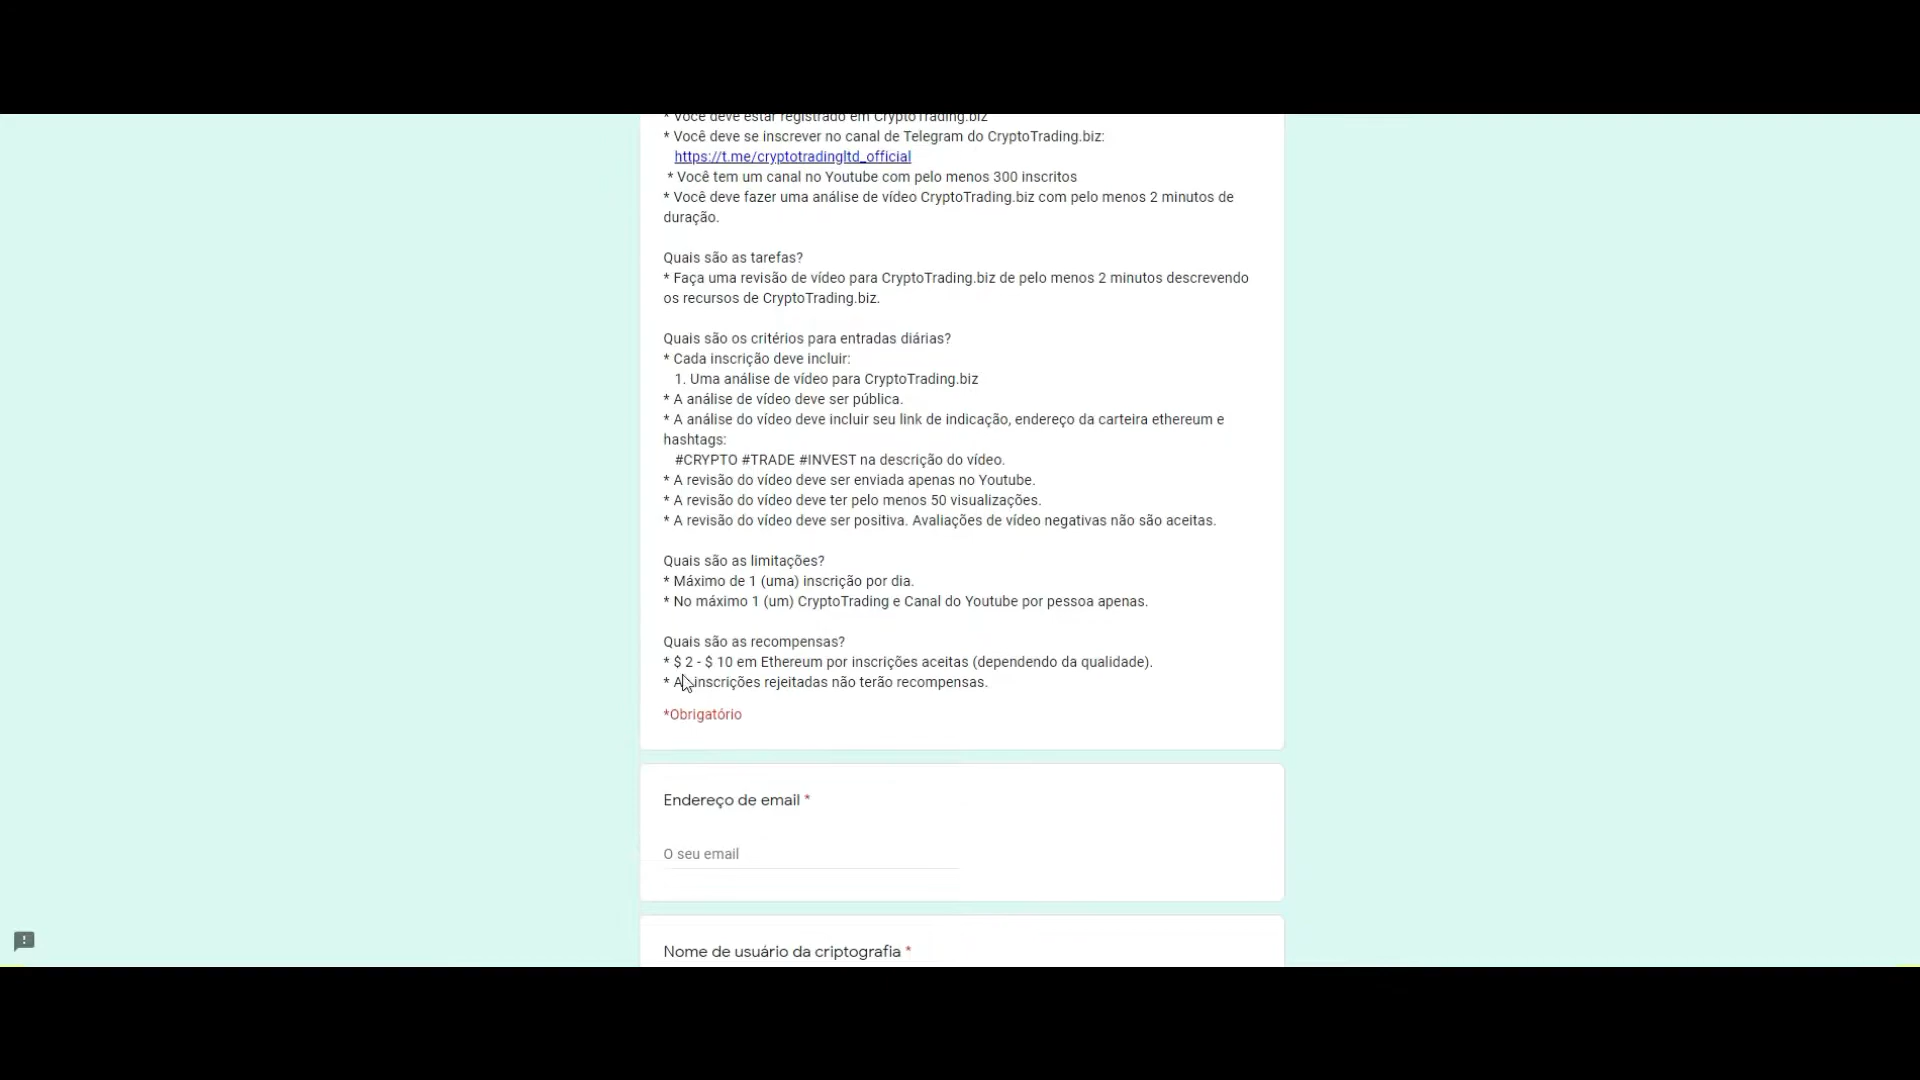 * Você deve estar registrado em CryptoTrading.biz
* Você deve se inscrever no canal de Telegram do CryptoTrading.biz:
https://t.me/cryptotradingltd_official
* Você tem um canal no Youtube com pelo menos 300 inscritos
* Você deve fazer uma análise de vídeo CryptoTrading.biz com pelo menos 2 minutos de
duração.
Quais são as tarefas?
* Faça uma revisão de vídeo para CryptoTrading.biz de pelo menos 2 minutos descrevendo
os recursos de CryptoTrading.biz.
Quais são os critérios para entradas diárias?
* Cada inscrição deve incluir:
1. Uma análise de vídeo para CryptoTrading.biz
* A análise de vídeo deve ser pública.
* A análise do vídeo deve incluir seu link de indicação, endereço da carteira ethereum e
hashtags:
#CRYPTO #TRADE #INVEST na descrição do vídeo.
* A revisão do vídeo deve ser enviada apenas no Youtube.
* A revisão do vídeo deve ter pelo menos 50 visualizações.
* A revisão do vídeo deve ser positiva. Avaliações de vídeo negativas não são aceitas.
Quais são as limitações?
* Máximo de 1 (uma) inscrição por dia.
* No máximo 1 (um) CryptoTrading e Canal do Youtube por pessoa apenas.
Quais são as recompensas?
* $ 2 - $ 10 em Ethereum por inscrições aceitas (dependendo da qualidade).
* As inscrições rejeitadas não terão recompensas.
*Obrigatório
Endereço de email *
O seu email
Nome de usuário da criptografia *